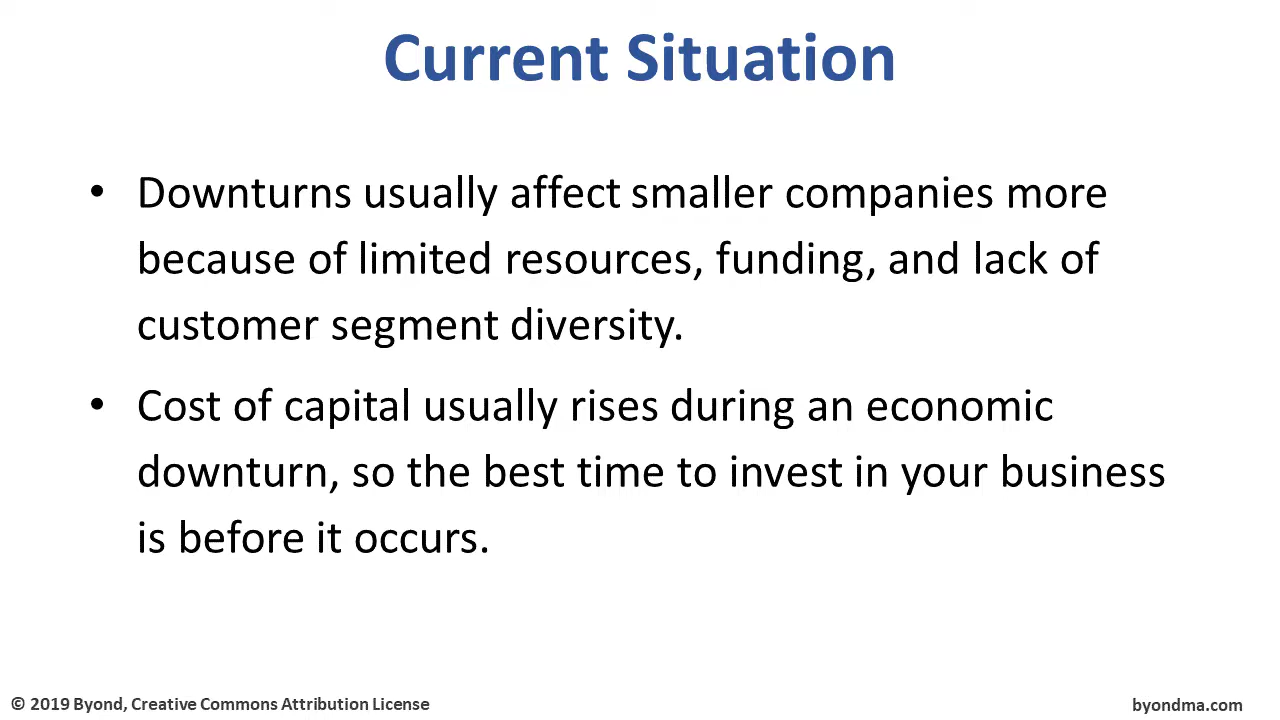 Current Situation
• Downturns usually affect smaller companies more
because of limited resources, funding, and lack of
customer segment diversity.
• Cost of capital usually rises during an economic
downturn, so the best time to invest in your business
is before it occurs.
© 2019 Byond, Creative Commons Attribution License
byondma.com